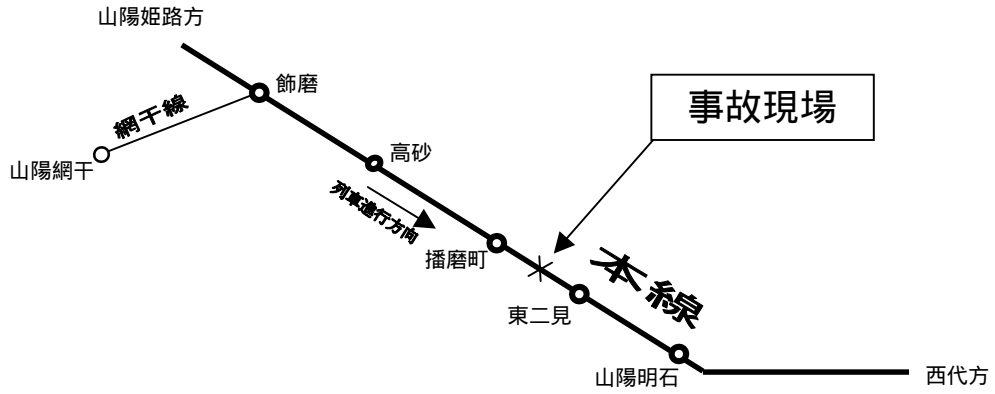 山陽姫路方
飾磨
網干線
山陽網干
高砂
列車進行方向
播磨町
事故現場
本線
東二見
山陽明石
西代方